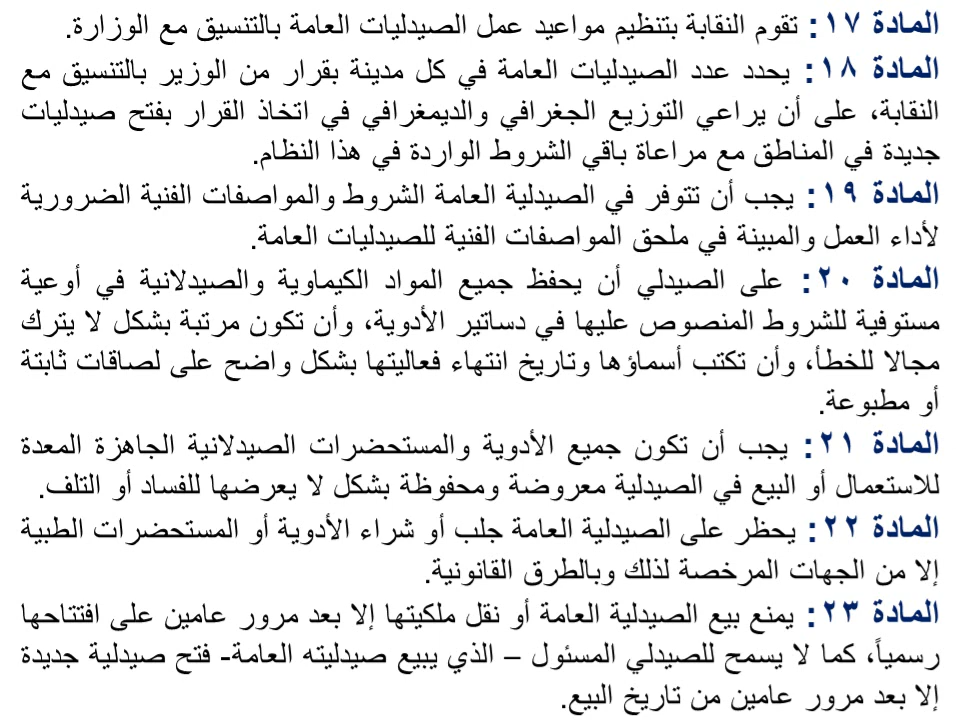 المادة ١٧: تقوم النقابة بتنظيم مواعيد عمل الصيدليات العامة بالتنسيق مع الوزارة.
المادة ١٨: يحدد عدد الصيدليات العامة في كل مدينة بقرار من الوزير بالتنسيق مع
النقابة، على أن يراعي التوزيع الجغرافي والديمغرافي في اتخاذ القرار بفتح صيدليات
جديدة في المناطق مع مراعاة باقي الشروط الواردة في هذا النظام.
المادة ١٩: يجب أن تتوفر في الصيدلية العامة الشروط والمواصفات الفنية الضرورية
لأداء العمل والمبينة في ملحق المواصفات الفنية للصيدليات العامة.
المادة ٢٠: على الصيدلي أن يحفظ جميع المواد الكيماوية والصيدلانية في أوعية
مستوفية للشروط المنصوص عليها في دساتير الأدوية، وأن تكون مرتبة بشكل لا يترك
مجالا للخطأ، وأن تكتب أسماؤها وتاريخ انتهاء فعاليتها بشكل واضح على لصاقات ثابتة
أو مطبوعة.
المادة ٢١: يجب أن تكون جميع الأدوية والمستحضرات الصيدلانية الجاهزة المعدة
للاستعمال أو البيع في الصيدلية معروضة ومحفوظة بشكل لا يعرضها للفساد أو التلف.
المادة ٢٢: يحظر على الصيدلية العامة جلب أو شراء الأدوية أو المستحضرات الطبية
إلا من الجهات المرخصة لذلك وبالطرق القانونية.
المادة ٢٣: يمنع بيع الصيدلية العامة أو نقل ملكيتها إلا بعد مرور عامين على افتتاحها
رسمياً، كما لا يسمح للصيدلي المسئول – الذي يبيع صيدليته العامة- فتح صيدلية جديدة
إلا بعد مرور عامين من تاريخ البيع.